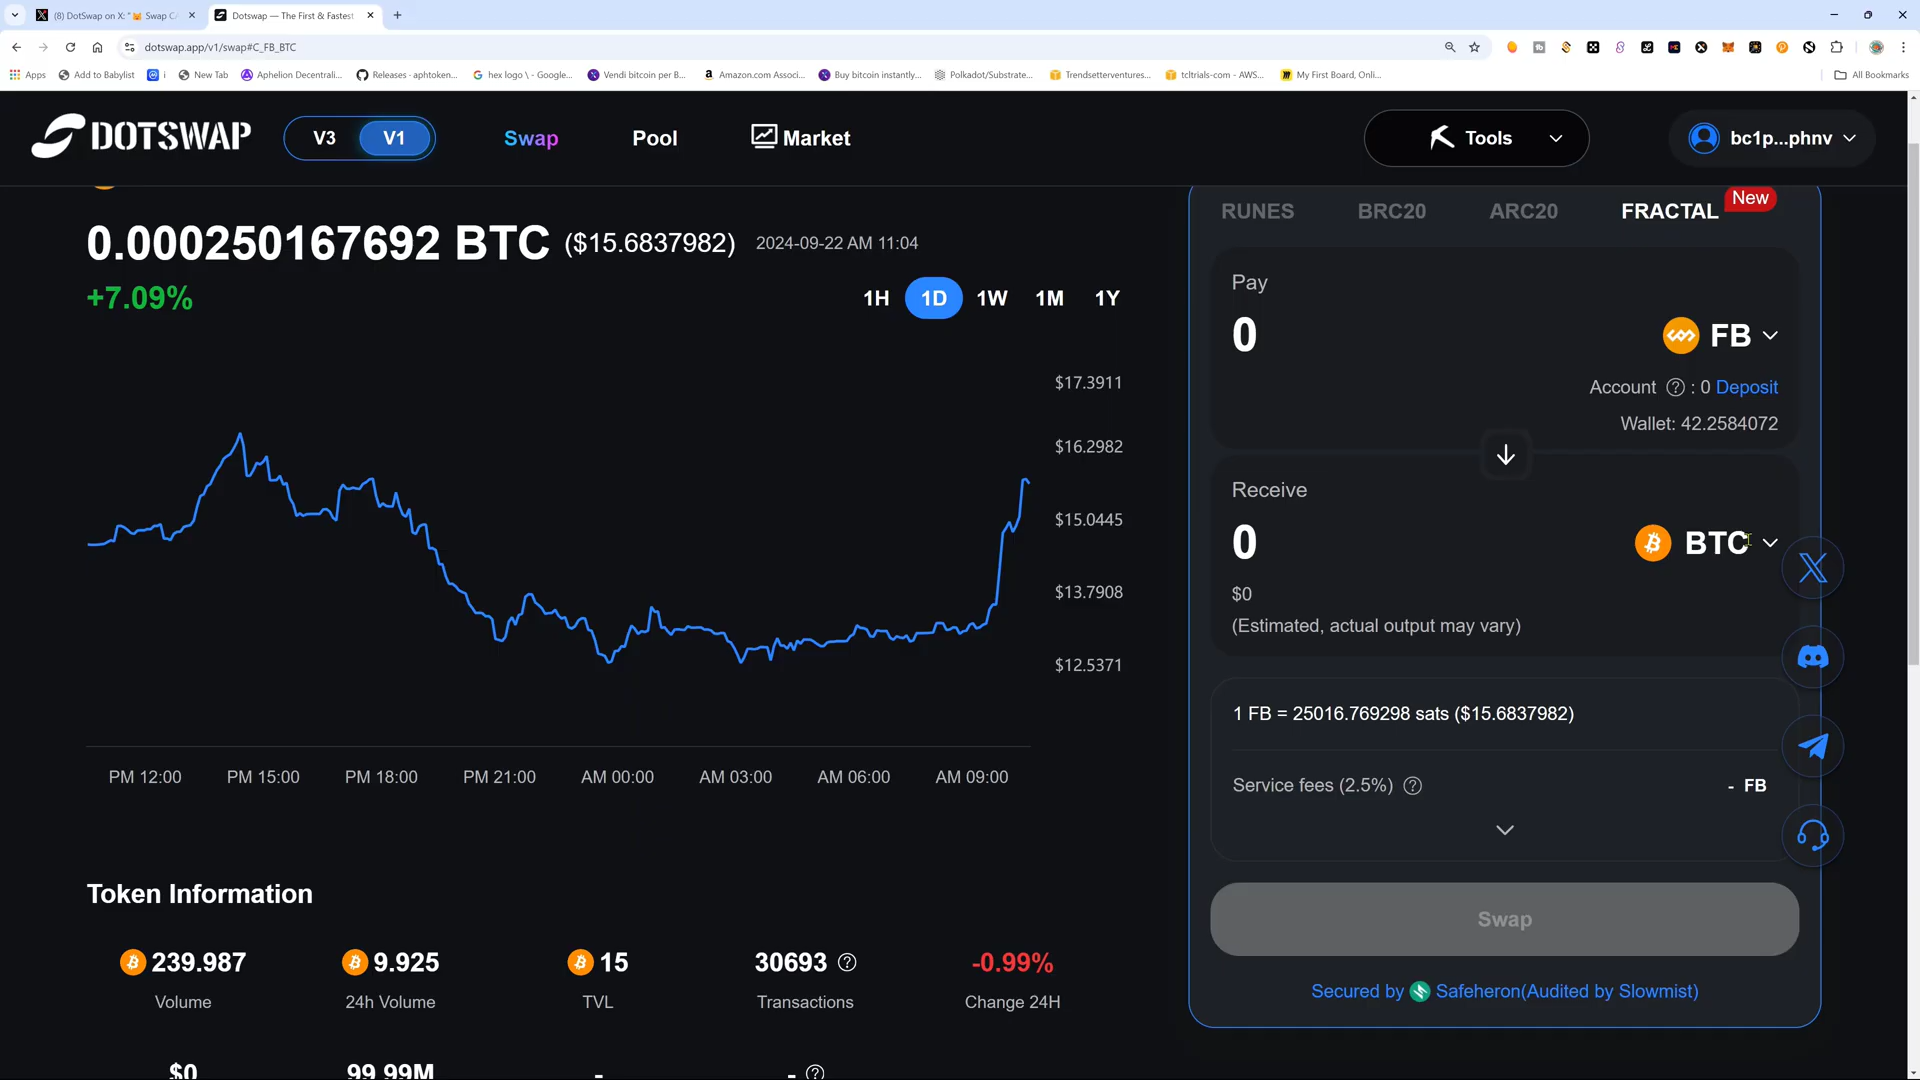 (8) DotSwap on X: "🦊 Swap CA
Dotswap — The First & Fastest
dotswap.app/v1/swap#C_FB_BTC
Apps
Add to Babylist
i
New Tab
Aphelion Decentrali...
Releases · aphtoken...
hex logo \ - Google...
Vendi bitcoin per B...
Amazon.com Associ...
Buy bitcoin instantly...
Polkadot/Substrate...
Trendsetterventures...
tcltrials-com - AWS...
My First Board, Onli...
All Bookmarks
DOTSWAP
V3
V1
Swap
Pool
Market
Tools
bc1p...phnv
0.000250167692 BTC ($15.6837982) 2024-09-22 AM 11:04
+7.09%
1H
1D
1W
1M
1Y
$17.3911
$16.2982
$15.0445
$13.7908
$12.5371
PM 12:00
PM 15:00
PM 18:00
PM 21:00
AM 00:00
AM 03:00
AM 06:00
AM 09:00
Token Information
239.987
Volume
9.925
24h Volume
15
TVL
30693
Transactions
-0.99%
Change 24H
$0
99.99M
-
-
RUNES
BRC20
ARC20
FRACTAL
New
Pay
0
FB
Account ? : 0 Deposit
Wallet: 42.2584072
Receive
0
BTC
$0
(Estimated, actual output may vary)
1 FB = 25016.769298 sats ($15.6837982)
Service fees (2.5%) ?
- FB
Swap
Secured by Safeheron(Audited by Slowmist)